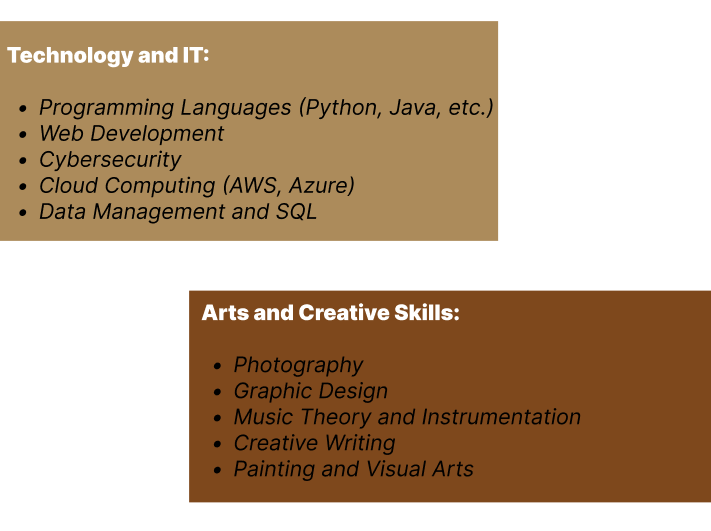 Technology and IT:
• Programming Languages (Python, Java, etc.)
• Web Development
• Cybersecurity
• Cloud Computing (AWS, Azure)
• Data Management and SQL
Arts and Creative Skills:
• Photography
• Graphic Design
• Music Theory and Instrumentation
• Creative Writing
• Painting and Visual Arts